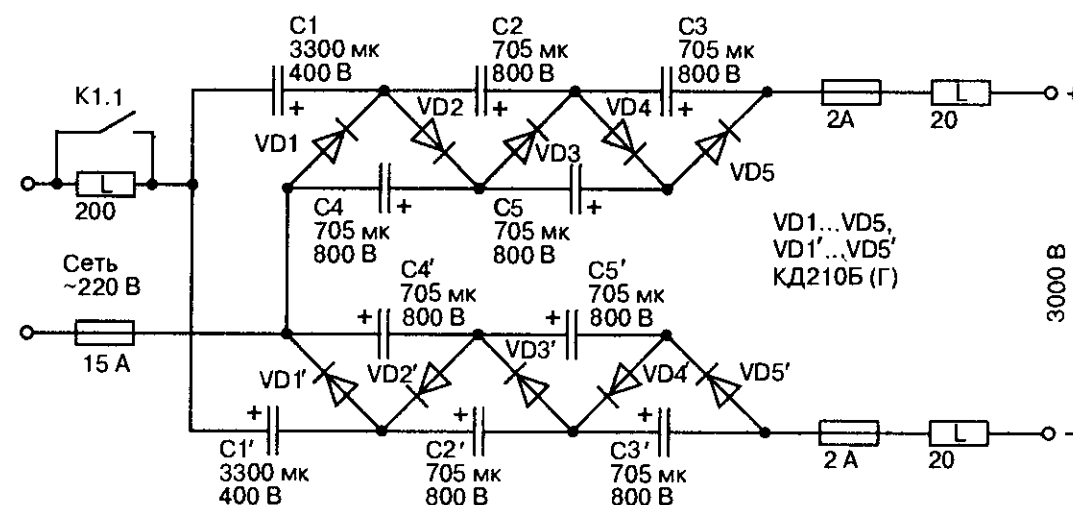 C1
3300 мк
400 В
C2
705 мк
800 В
C3
705 мк
800 В
K1.1
+
+
+
VD2
VD4
VD1
VD3
VD5
2А
L
20
+
L
200
C4
705 мк
800 В
+
C5
705 мк
800 В
+
VD1...VD5,
VD1′...VD5′
КД210Б (Г)
Сеть
~220 В
C4′
705 мк
800 В
C5′
705 мк
800 В
3000 В
15 А
+
+
VD1′
VD2′
VD3′
VD4′
VD5′
+
+
+
C1′
3300 мк
400 В
C2′
705 мк
800 В
C3′
705 мк
800 В
2 А
L
20
–